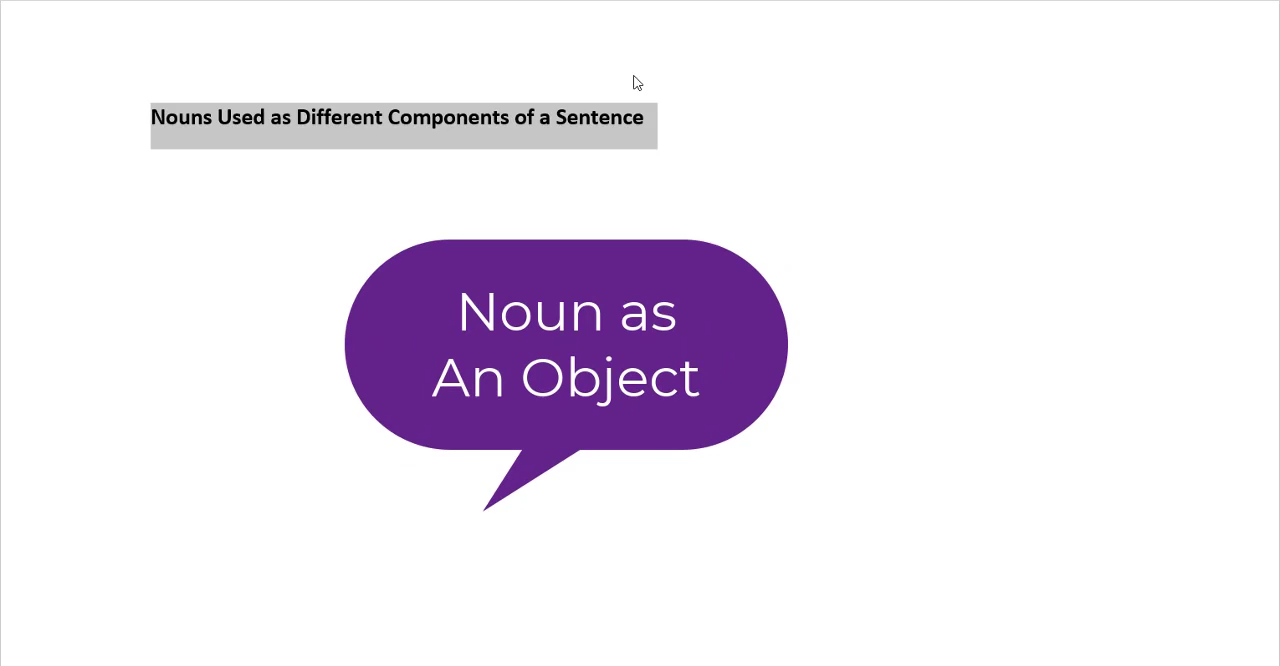 Nouns Used as Different Components of a Sentence
Noun as
An Object